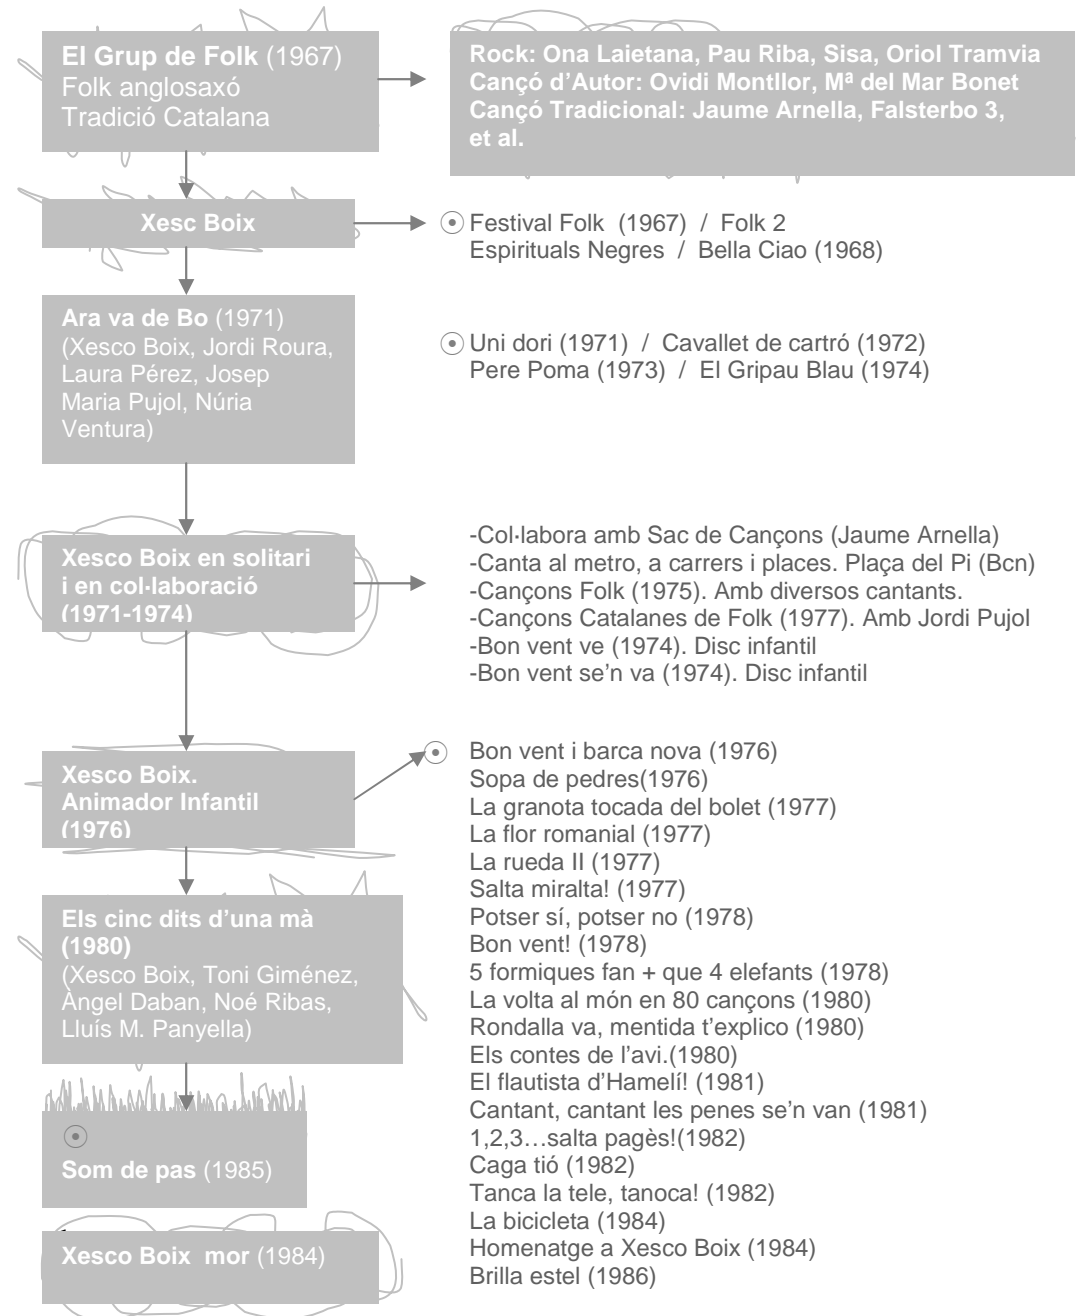 El Grup de Folk (1967)
Folk anglosaxó
Tradició Catalana
Rock: Ona Laietana, Pau Riba, Sisa, Oriol Tramvia
Cançó d’Autor: Ovidi Montllor, Mª del Mar Bonet
Cançó Tradicional: Jaume Arnella, Falsterbo 3,
et al.
Xesc Boix
Festival Folk (1967) / Folk 2
Espirituals Negres / Bella Ciao (1968)
Ara va de Bo (1971)
(Xesco Boix, Jordi Roura,
Laura Pérez, Josep
Maria Pujol, Núria
Ventura)
Uni dori (1971) / Cavallet de cartró (1972)
Pere Poma (1973) / El Gripau Blau (1974)
Xesco Boix en solitari
i en col·laboració
(1971-1974)
-Col·labora amb Sac de Cançons (Jaume Arnella)
-Canta al metro, a carrers i places. Plaça del Pi (Bcn)
-Cançons Folk (1975). Amb diversos cantants.
-Cançons Catalanes de Folk (1977). Amb Jordi Pujol
-Bon vent ve (1974). Disc infantil
-Bon vent se’n va (1974). Disc infantil
Xesco Boix.
Animador Infantil
(1976)
Bon vent i barca nova (1976)
Sopa de pedres(1976)
La granota tocada del bolet (1977)
La flor romanial (1977)
La rueda II (1977)
Salta miralta! (1977)
Potser sí, potser no (1978)
Bon vent! (1978)
5 formiques fan + que 4 elefants (1978)
La volta al món en 80 cançons (1980)
Rondalla va, mentida t’explico (1980)
Els contes de l’avi.(1980)
El flautista d’Hamelí! (1981)
Cantant, cantant les penes se’n van (1981)
1,2,3…salta pagès!(1982)
Caga tió (1982)
Tanca la tele, tanoca! (1982)
La bicicleta (1984)
Homenatge a Xesco Boix (1984)
Brilla estel (1986)
Els cinc dits d’una mà
(1980)
(Xesco Boix, Toni Giménez,
Àngel Daban, Noé Ribas,
Lluís M. Panyella)
Som de pas (1985)
Xesco Boix mor (1984)